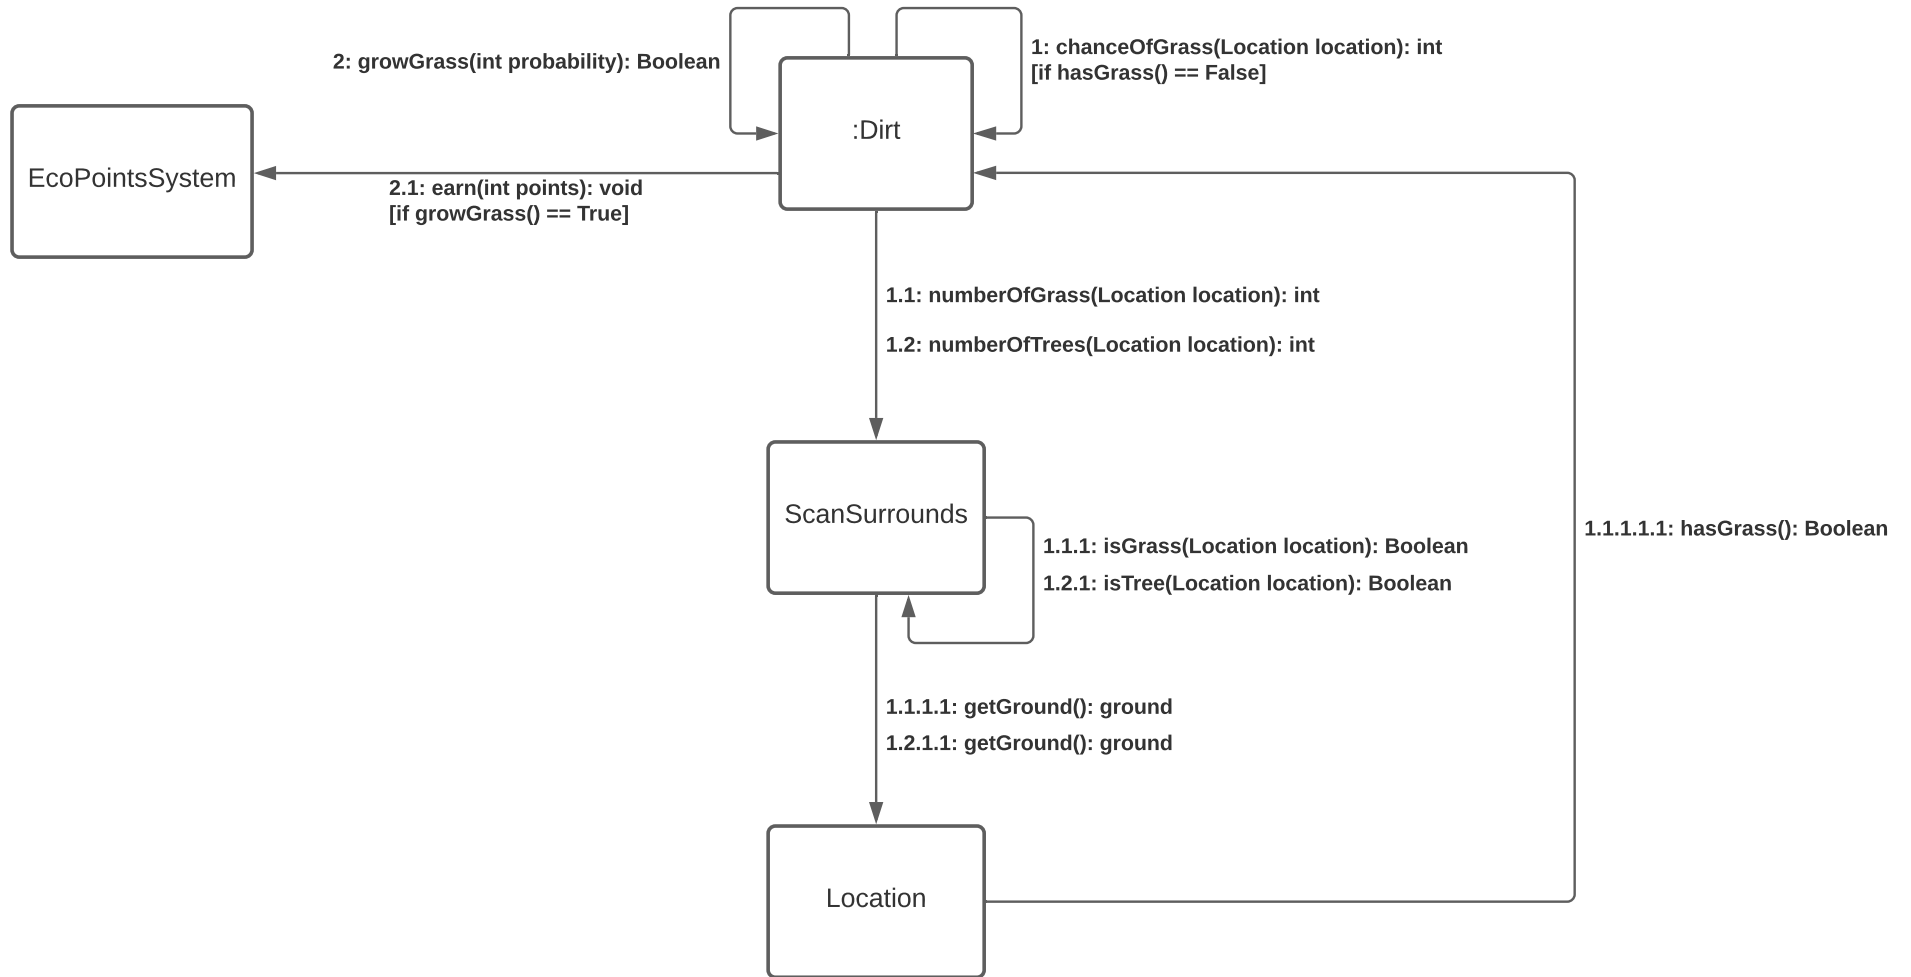 2: growGrass(int probability): Boolean
1: chanceOfGrass(Location location): int
[if hasGrass() == False]
:Dirt
EcoPointsSystem
2.1: earn(int points): void
[if growGrass() == True]
1.1: numberOfGrass(Location location): int
1.2: numberOfTrees(Location location): int
ScanSurrounds
1.1.1: isGrass(Location location): Boolean
1.2.1: isTree(Location location): Boolean
1.1.1.1.1: hasGrass(): Boolean
1.1.1.1: getGround(): ground
1.2.1.1: getGround(): ground
Location